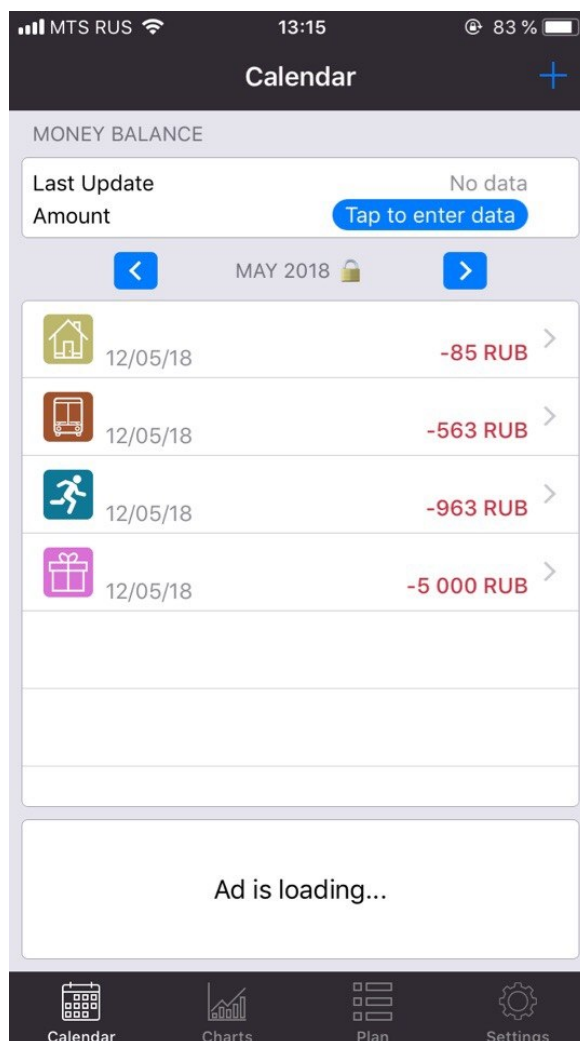 MTS RUS 13:15 83 %
Calendar +
MONEY BALANCE
Last Update No data
Amount Tap to enter data
< MAY 2018 >
12/05/18 -85 RUB >
12/05/18 -563 RUB >
12/05/18 -963 RUB >
12/05/18 -5 000 RUB >
Ad is loading...
Calendar Charts Plan Settings